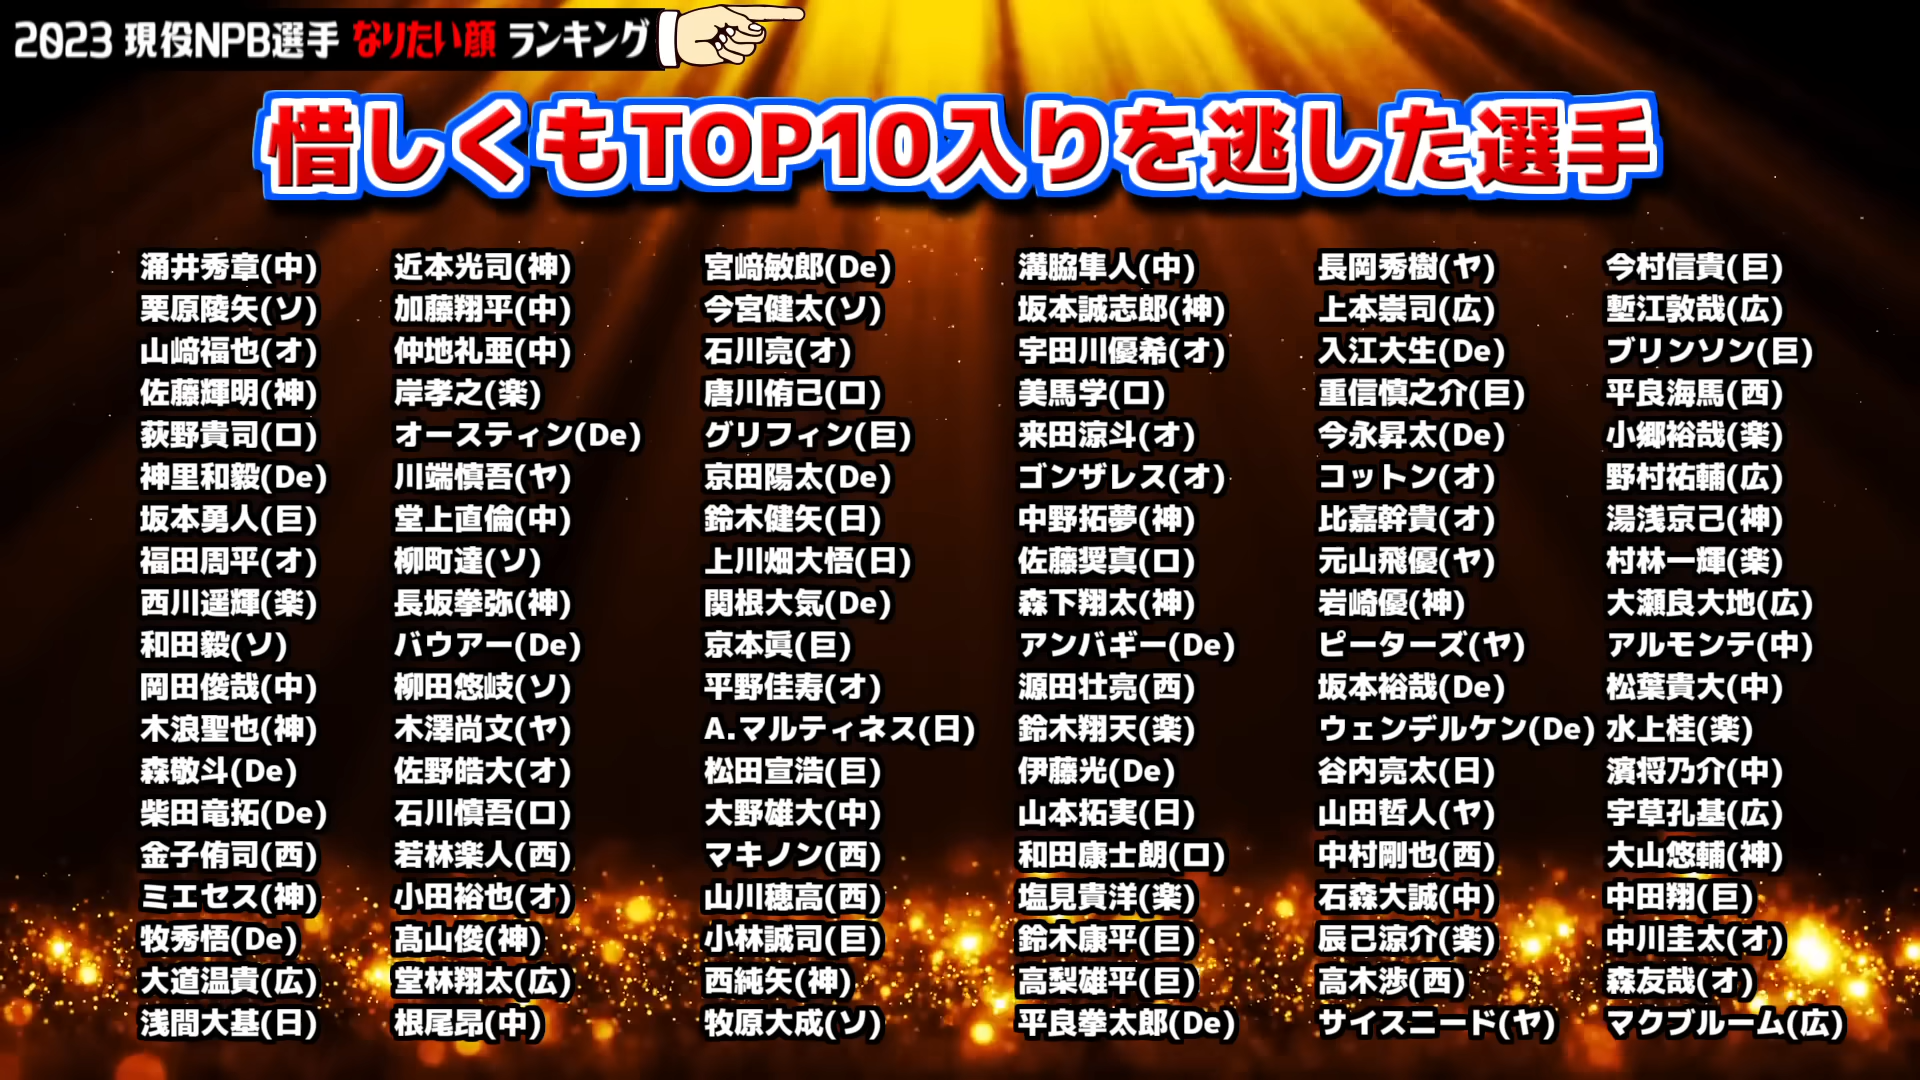 2023 現役NPB選手 なりたい顔 ランキング
惜しくもTOP10入りを逃した選手
涌井秀章(中)
栗原陵矢(ソ)
山﨑福也(オ)
佐藤輝明(神)
荻野貴司(ロ)
神里和毅(De)
坂本勇人(巨)
福田周平(オ)
西川遥輝(楽)
和田毅(ソ)
岡田俊哉(中)
木浪聖也(神)
森敬斗(De)
柴田竜拓(De)
金子侑司(西)
ミエセス(神)
牧秀悟(De)
大道温貴(広)
浅間大基(日)
近本光司(神)
加藤翔平(中)
仲地礼亜(中)
岸孝之(楽)
オースティン(De)
川端慎吾(ヤ)
堂上直倫(中)
柳町達(ソ)
長坂拳弥(神)
バウアー(De)
柳田悠岐(ソ)
木澤尚文(ヤ)
佐野皓大(オ)
石川慎吾(ロ)
若林楽人(西)
小田裕也(オ)
髙山俊(神)
堂林翔太(広)
根尾昂(中)
宮﨑敏郎(De)
今宮健太(ソ)
石川亮(オ)
唐川侑己(ロ)
グリフィン(巨)
京田陽太(De)
鈴木健矢(日)
上川畑大悟(日)
関根大気(De)
京本眞(巨)
平野佳寿(オ)
A.マルティネス(日)
松田宣浩(巨)
大野雄大(中)
マキノン(西)
山川穂高(西)
小林誠司(巨)
西純矢(神)
牧原大成(ソ)
溝脇隼人(中)
坂本誠志郎(神)
宇田川優希(オ)
美馬学(ロ)
来田涼斗(オ)
ゴンザレス(オ)
中野拓夢(神)
佐藤奨真(ロ)
森下翔太(神)
アンバギー(De)
源田壮亮(西)
鈴木翔天(楽)
伊藤光(De)
山本拓実(日)
和田康士朗(ロ)
塩見貴洋(楽)
鈴木康平(巨)
高梨雄平(巨)
平良拳太郎(De)
長岡秀樹(ヤ)
上本崇司(広)
入江大生(De)
重信慎之介(巨)
今永昇太(De)
コットン(オ)
比嘉幹貴(オ)
元山飛優(ヤ)
岩崎優(神)
ピーターズ(ヤ)
坂本裕哉(De)
ウェンデルケン(De)
谷内亮太(日)
山田哲人(ヤ)
中村剛也(西)
石森大誠(中)
辰己涼介(楽)
高木渉(西)
サイスニード(ヤ)
今村信貴(巨)
塹江敦哉(広)
ブリンソン(巨)
平良海馬(西)
小郷裕哉(楽)
野村祐輔(広)
湯浅京己(神)
村林一輝(楽)
大瀬良大地(広)
アルモンテ(中)
松葉貴大(中)
水上桂(楽)
濱将乃介(中)
宇草孔基(広)
大山悠輔(神)
中田翔(巨)
中川圭太(オ)
森友哉(オ)
マクブルーム(広)